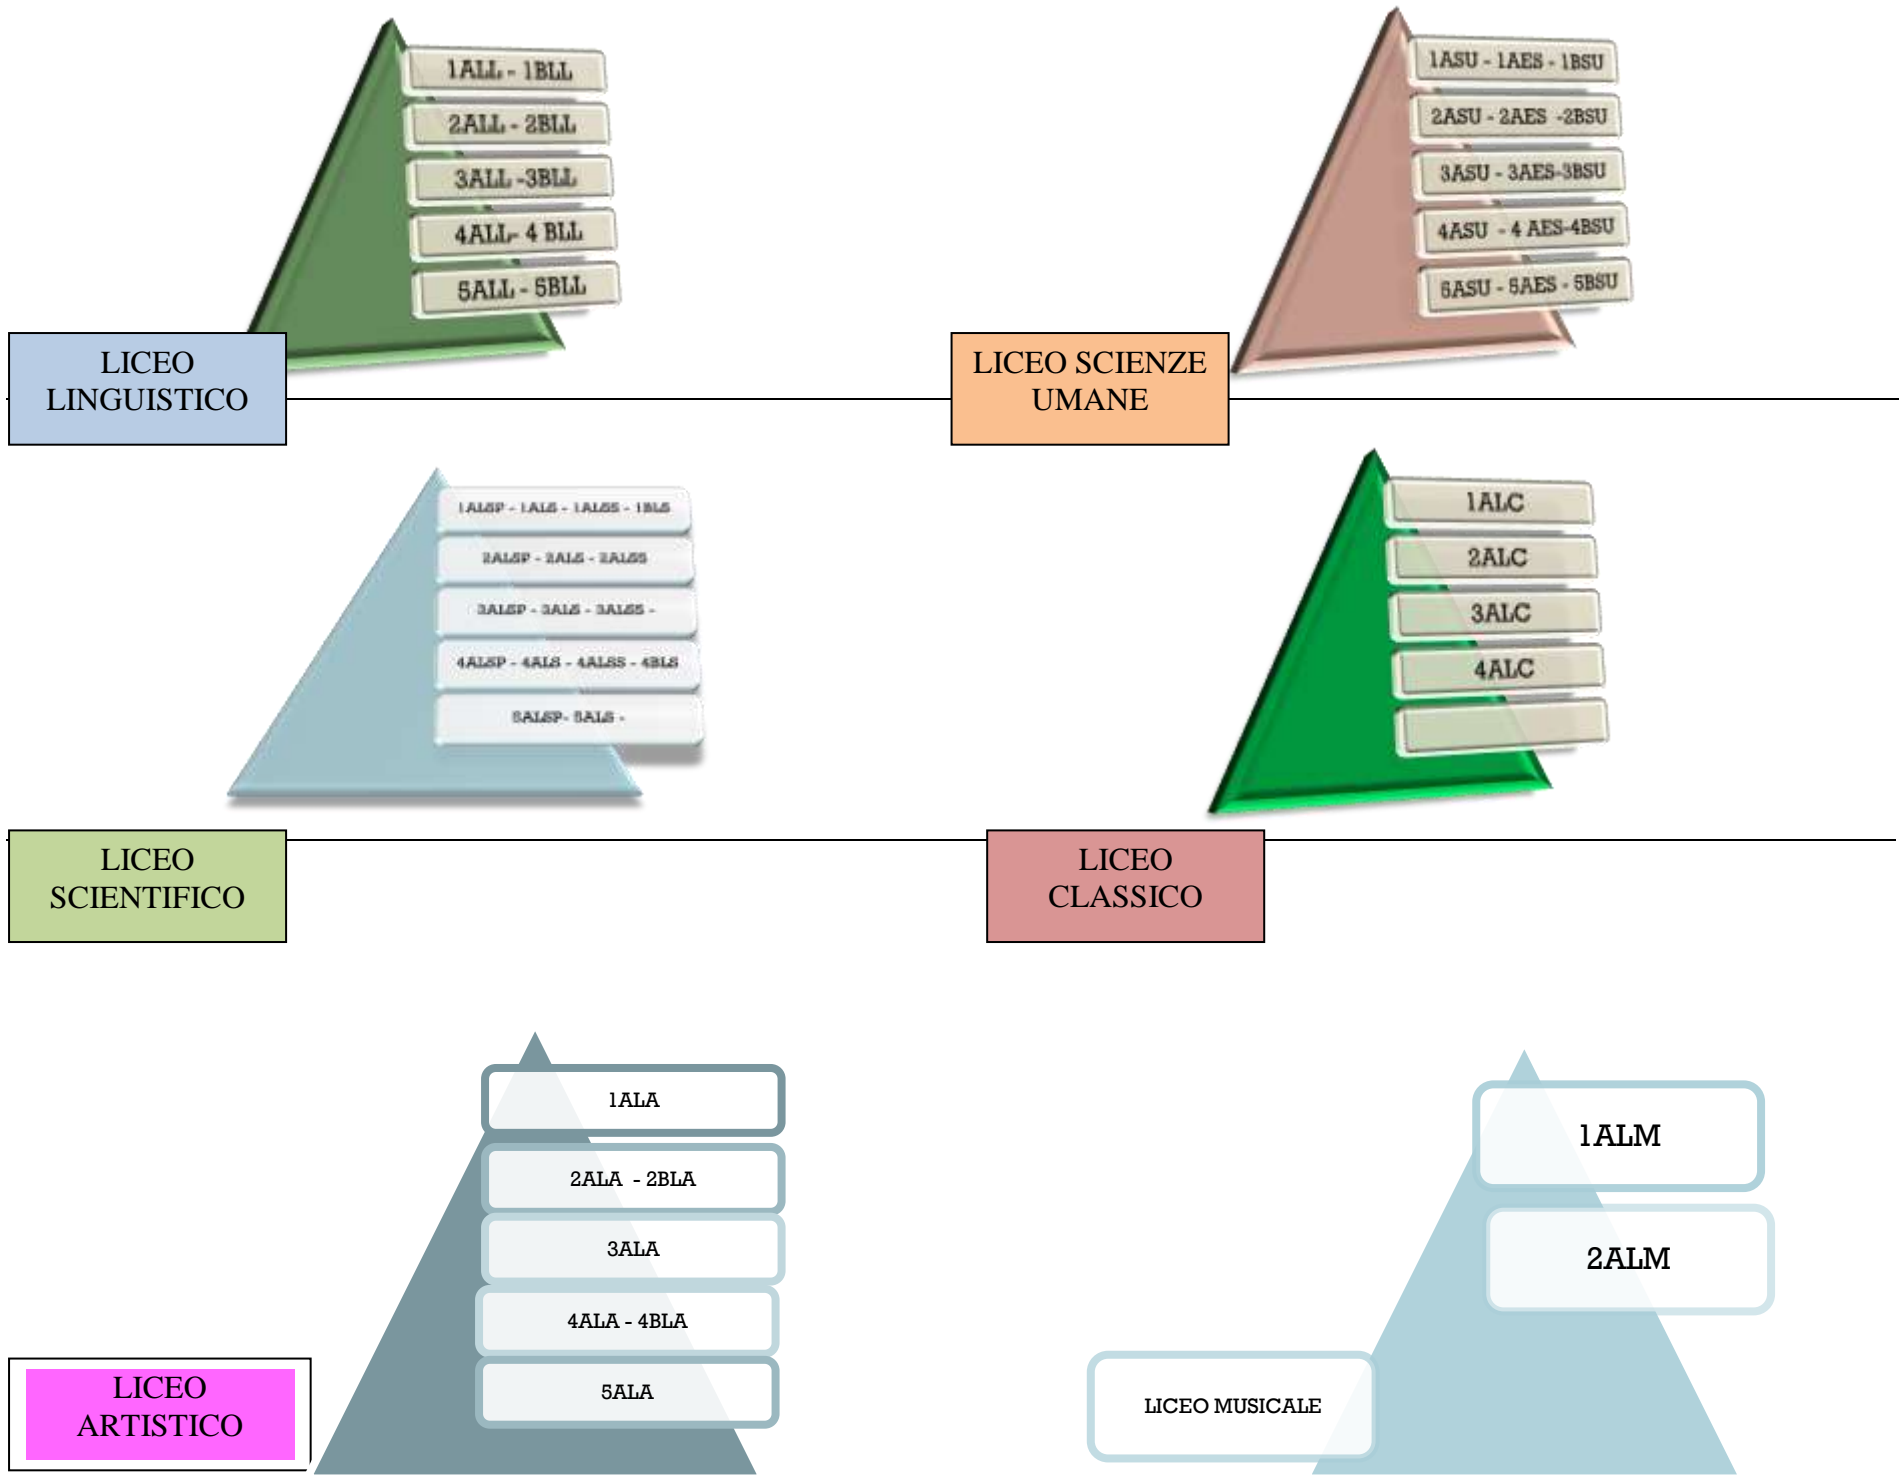 1ALL - 1BLL
2ALL - 2BLL
3ALL -3BLL
4ALL- 4 BLL
5ALL - 5BLL
LICEO
LINGUISTICO
1ASU - 1AES - 1BSU
2ASU - 2AES -2BSU
3ASU - 3AES-3BSU
4ASU - 4 AES-4BSU
5ASU - 5AES - 5BSU
LICEO SCIENZE
UMANE
1ALSP - 1ALS - 1ALSS - 1BLS
2ALSP - 2ALS - 2ALSS
3ALSP - 3ALS - 3ALSS -
4ALSP - 4ALS - 4ALSS - 4BLS
5ALSP- 5ALS -
LICEO
SCIENTIFICO
1ALC
2ALC
3ALC
4ALC
LICEO
CLASSICO
1ALA
2ALA - 2BLA
3ALA
4ALA - 4BLA
5ALA
LICEO
ARTISTICO
1ALM
2ALM
LICEO MUSICALE